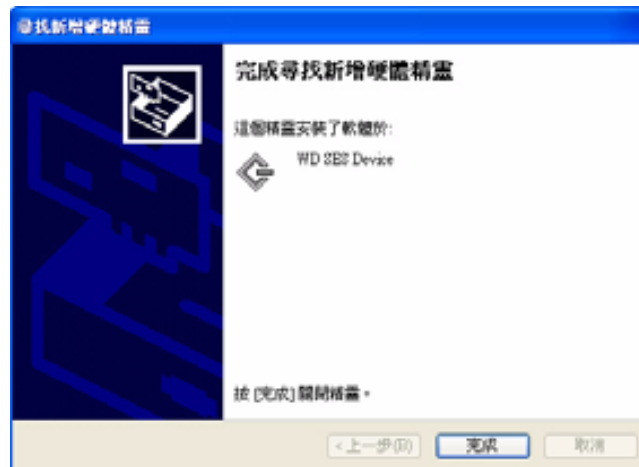 尋找新增硬體精靈
完成尋找新增硬體精靈
這個精靈安裝了軟體於:
WD SES Device
按 [完成] 關閉精靈。
<上一步(B)
完成
取消